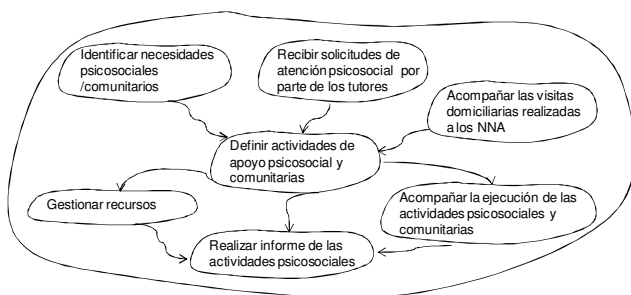 Identificar necesidades
psicosociales
/comunitarios
Recibir solicitudes de
atención psicosocial por
parte de los tutores
Acompañar las visitas
domiciliarias realizadas
a los NNA
Definir actividades de
apoyo psicosocial y
comunitarias
Gestionar recursos
Acompañar la ejecución de las
actividades psicosociales y
comunitarias
Realizar informe de las
actividades psicosociales